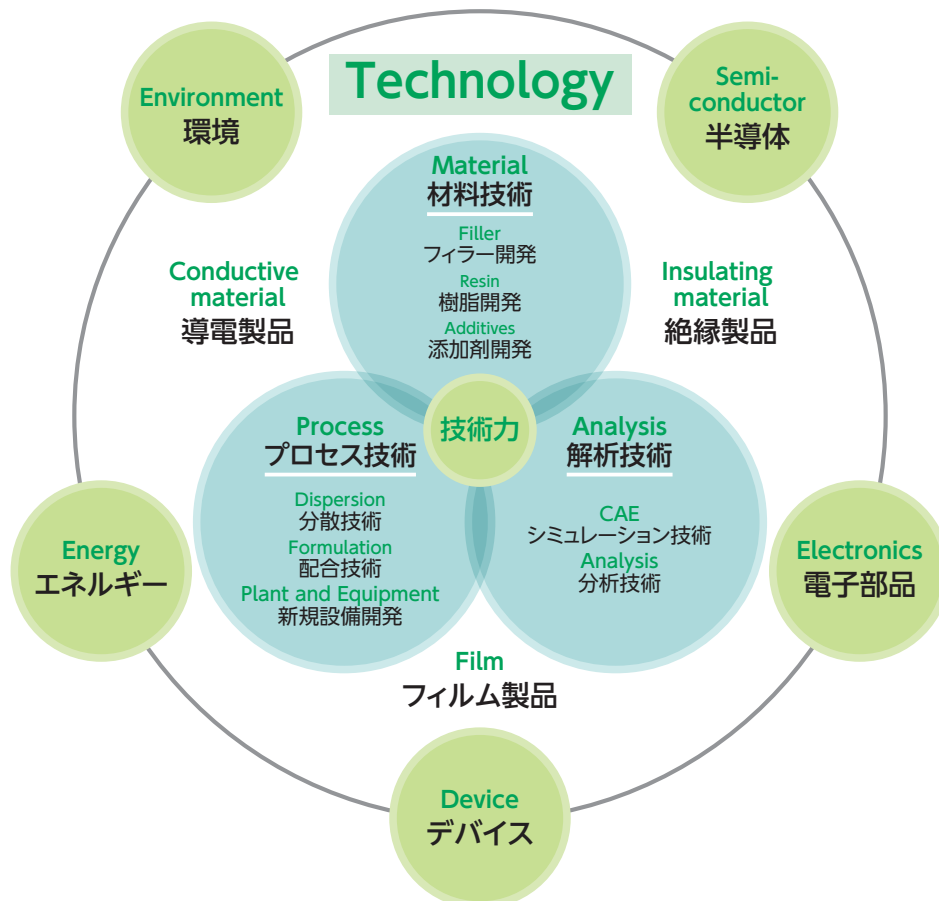 Technology
Environment
環境
Semi-
conductor
半導体
Material
材料技術
Filler
フィラー開発
Resin
樹脂開発
Additives
添加剤開発
Conductive
material
導電製品
Insulating
material
絶縁製品
技術力
Process
プロセス技術
Dispersion
分散技術
Formulation
配合技術
Plant and Equipment
新規設備開発
Analysis
解析技術
CAE
シミュレーション技術
Analysis
分析技術
Energy
エネルギー
Electronics
電子部品
Film
フィルム製品
Device
デバイス